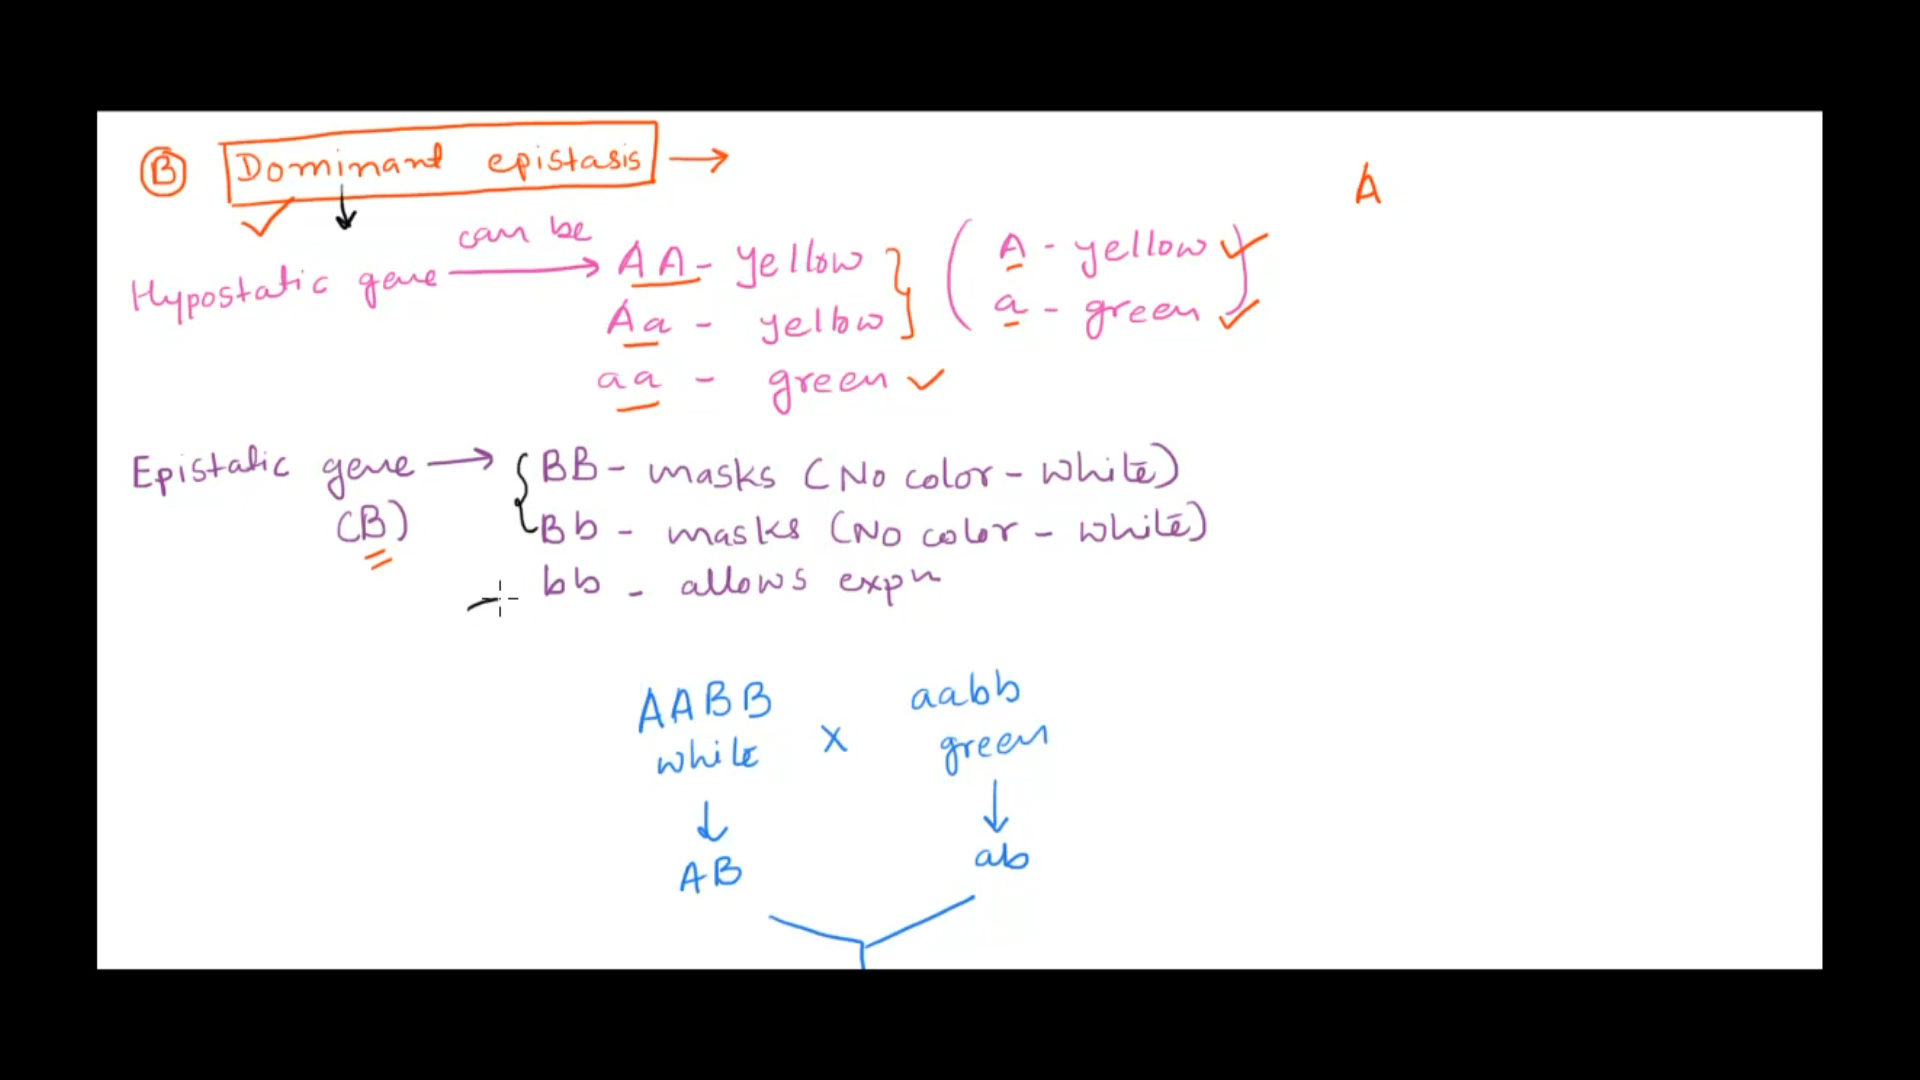 B Dominant epistasis →
A
Hypostatic gene can be → AA - yellow
Aa - yellow
aa - green
(A - yellow
a - green)
Epistatic gene → { BB - masks (No color - white)
(B) Bb - masks (No color - white)
bb - allows expn
AABB x aabb
white green
↓ ↓
AB ab